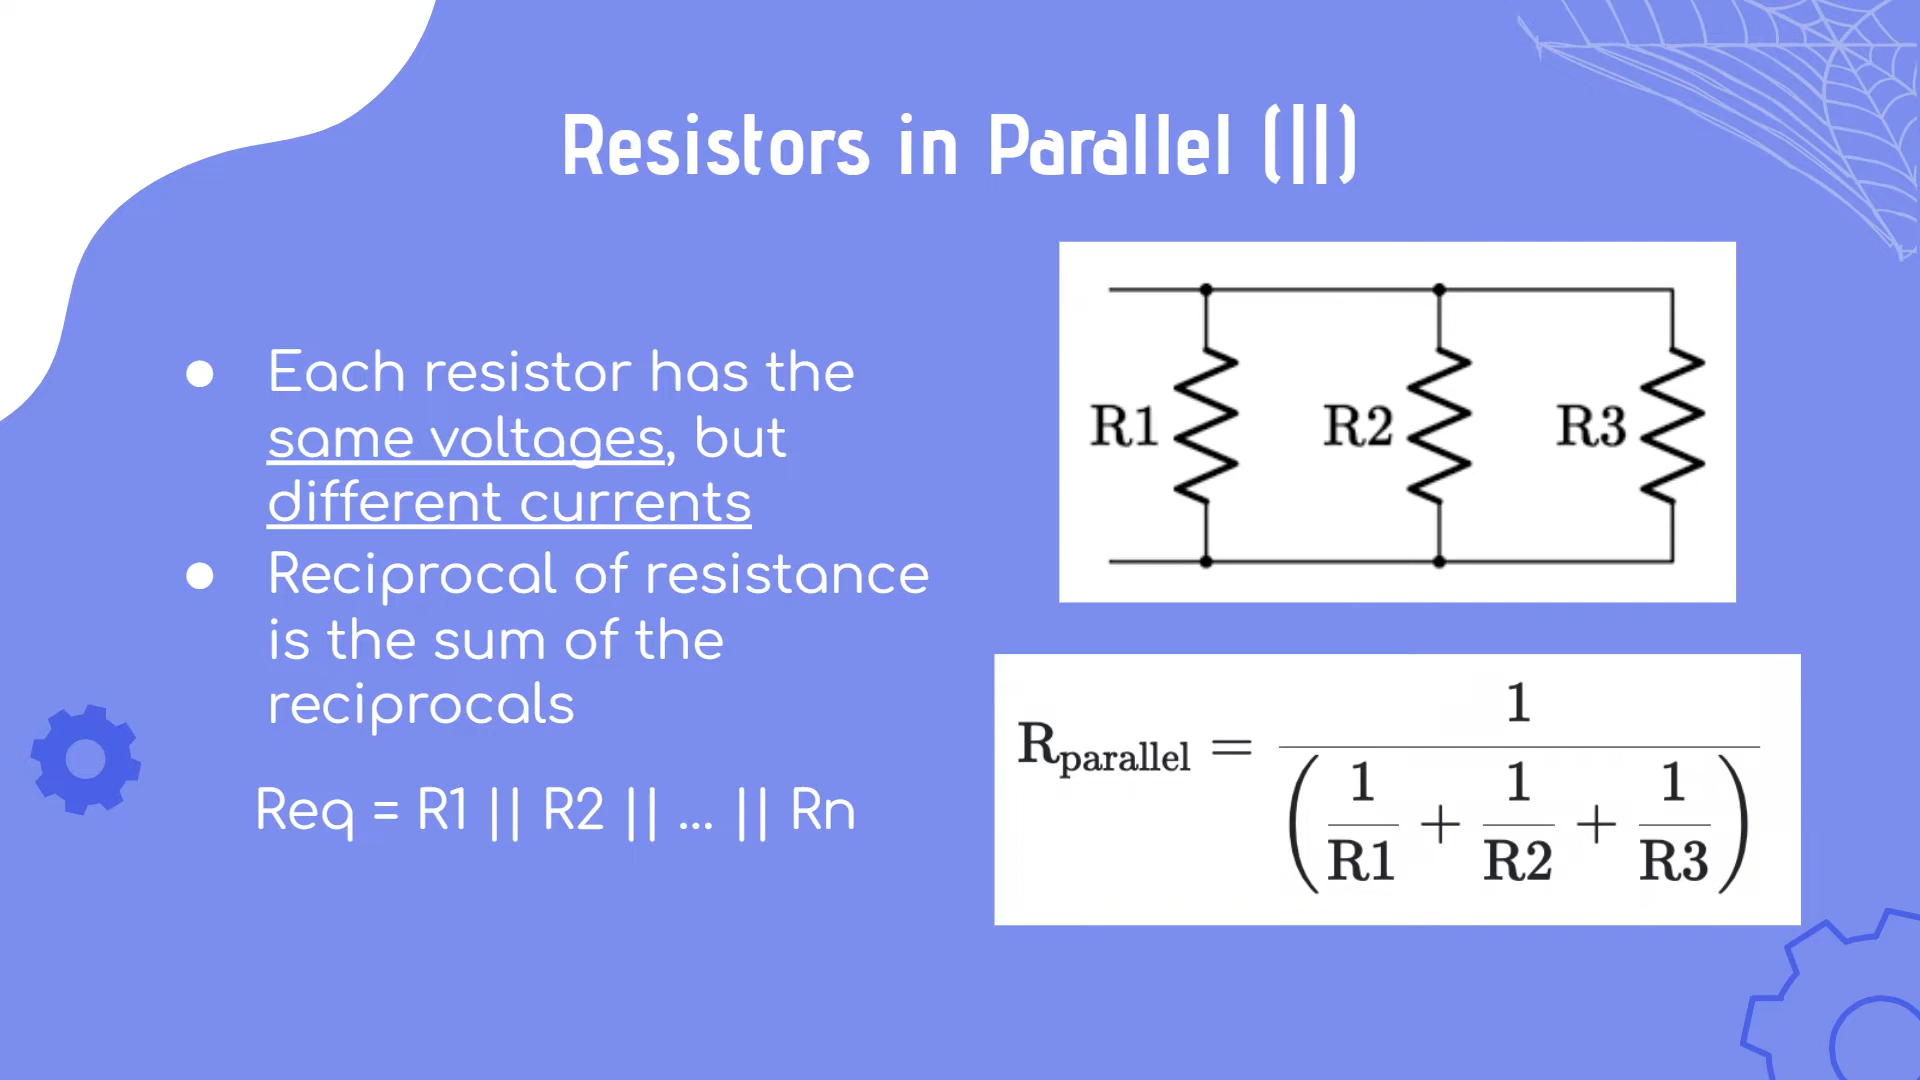 Resistors in Parallel (||)
● Each resistor has the
same voltages, but
different currents
● Reciprocal of resistance
is the sum of the
reciprocals
Req = R1 || R2 || ... || Rn
R1 R2 R3
1
R_parallel =
( 1/R1 + 1/R2 + 1/R3 )